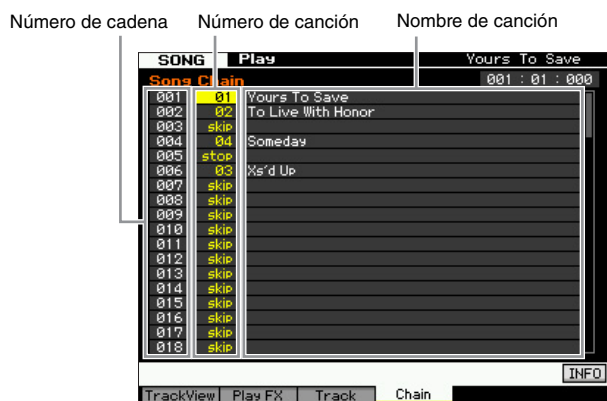 Número de cadena Número de canción Nombre de canción
SONG Play Yours To Save
Song Chain 001 : 01 : 000
001 01 Yours To Save
002 02 To Live With Honor
003 skip
004 04 Someday
005 stop
006 03 Xs'd Up
007 skip
008 skip
009 skip
010 skip
011 skip
012 skip
013 skip
014 skip
015 skip
016 skip
017 skip
018 skip
INFO
TrackView Play FX Track Chain